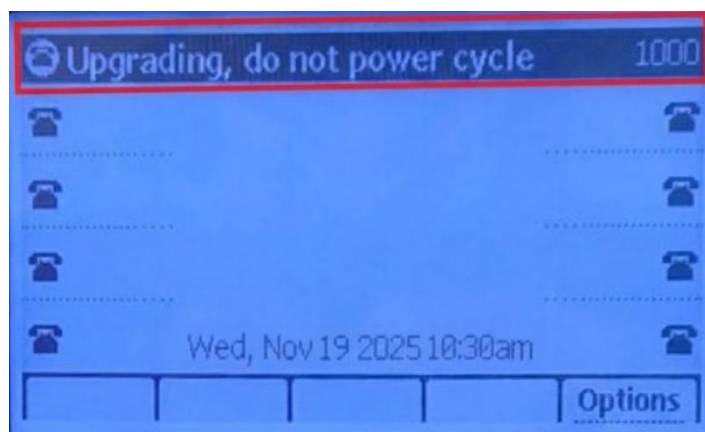 Upgrading, do not power cycle 1000
Wed, Nov 19 2025 10:30am
Options